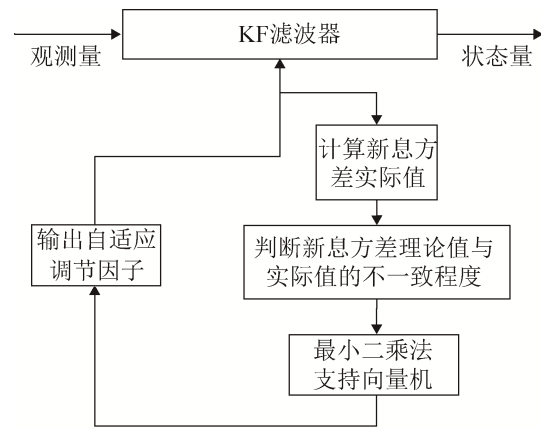 KF滤波器
观测量
状态量
计算新息方
差实际值
输出自适应
调节因子
判断新息方差理论值与
实际值的不一致程度
最小二乘法
支持向量机